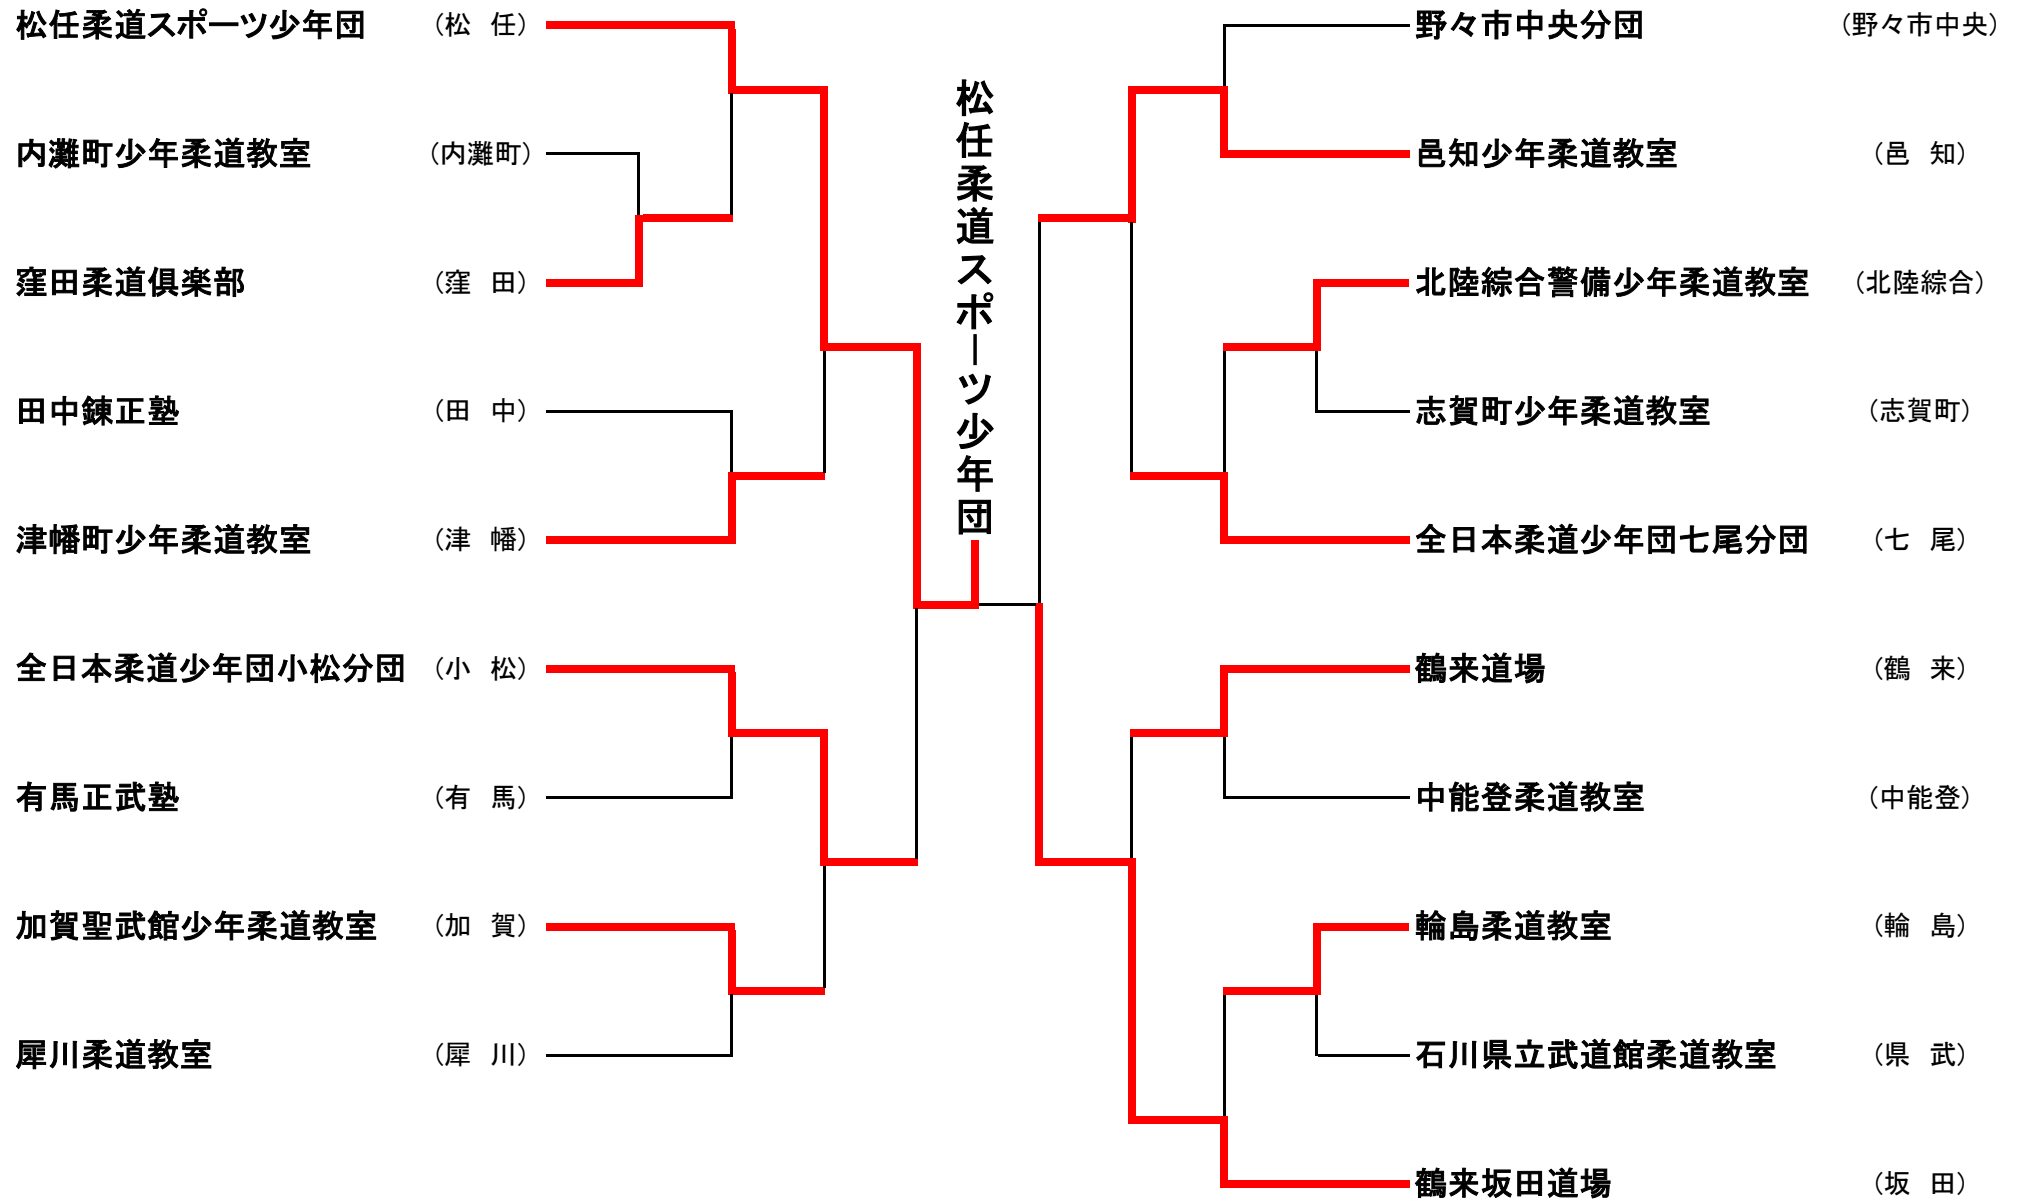 松任柔道スポーツ少年団 （松　任）
内灘町少年柔道教室 （内灘町）
窪田柔道倶楽部 （窪　田）
田中錬正塾 （田　中）
津幡町少年柔道教室 （津　幡）
全日本柔道少年団小松分団 （小　松）
有馬正武塾 （有　馬）
加賀聖武館少年柔道教室 （加　賀）
犀川柔道教室 （犀　川）
松任柔道スポーツ少年団
野々市中央分団 （野々市中央）
邑知少年柔道教室 （邑　知）
北陸綜合警備少年柔道教室 （北陸綜合）
志賀町少年柔道教室 （志賀町）
全日本柔道少年団七尾分団 （七　尾）
鶴来道場 （鶴　来）
中能登柔道教室 （中能登）
輪島柔道教室 （輪　島）
石川県立武道館柔道教室 （県　武）
鶴来坂田道場 （坂　田）